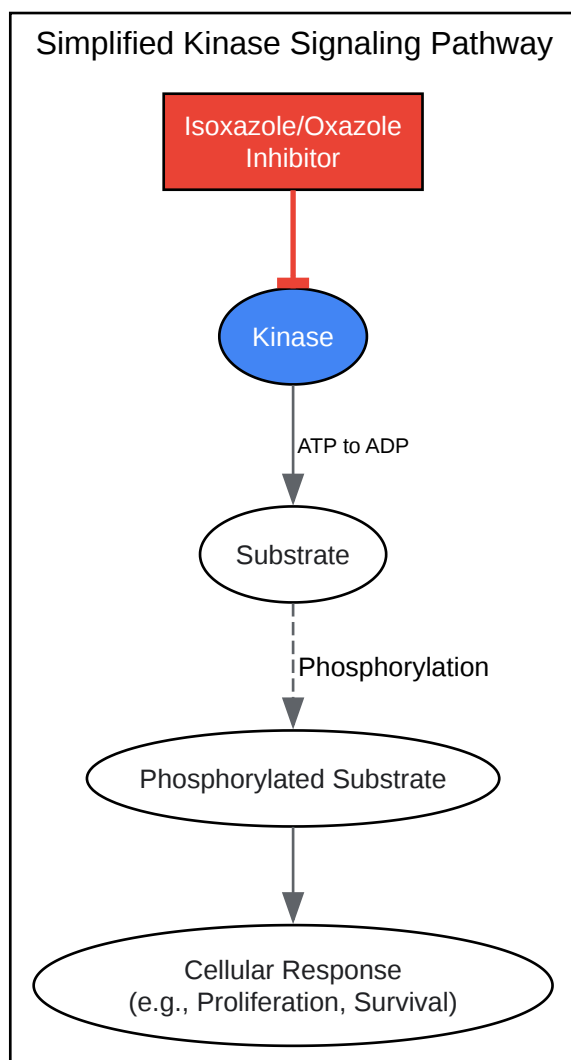 Simplified Kinase Signaling Pathway
Isoxazole/Oxazole
Inhibitor
Kinase
ATP to ADP
Substrate
Phosphorylation
Phosphorylated Substrate
Cellular Response
(e.g., Proliferation, Survival)